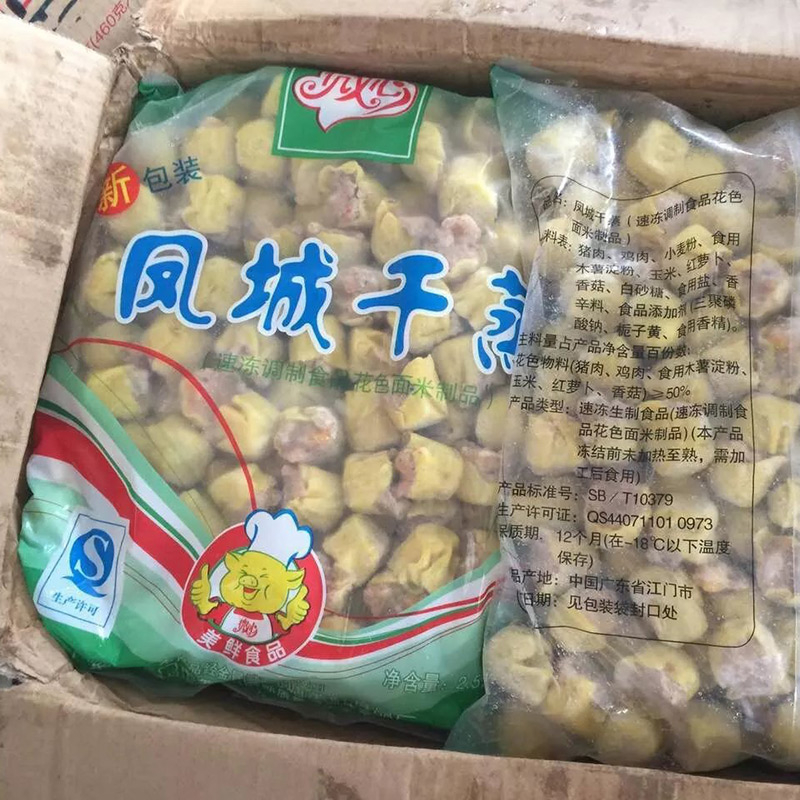 (460克
新
包装
凤城干蒸
(速冻调制食品花色面米制品)
生产许可
美鲜食品
净含量: 2.5
品名: 凤城干蒸 (速冻调制食品花色
面米制品)
料表: 猪肉、鸡肉、小麦粉、食用
木薯淀粉、玉米、红萝卜、
香菇、白砂糖、食用盐、香
辛料、食品添加剂(三聚磷
酸钠、栀子黄、食用香精)。
主料量占产品净含量百份数:
花色物料(猪肉、鸡肉、食用木薯淀粉、
玉米、红萝卜、香菇)≥50%
产品类型: 速冻生制食品(速冻调制食
品花色面米制品)(本产品
冻结前未加热至熟,需加
工后食用)
产品标准号: SB/T10379
生产许可证: QS44071101 0973
保质期: 12个月(在-18℃以下温度
保存)
品产地: 中国广东省江门市
日期: 见包装袋封口处